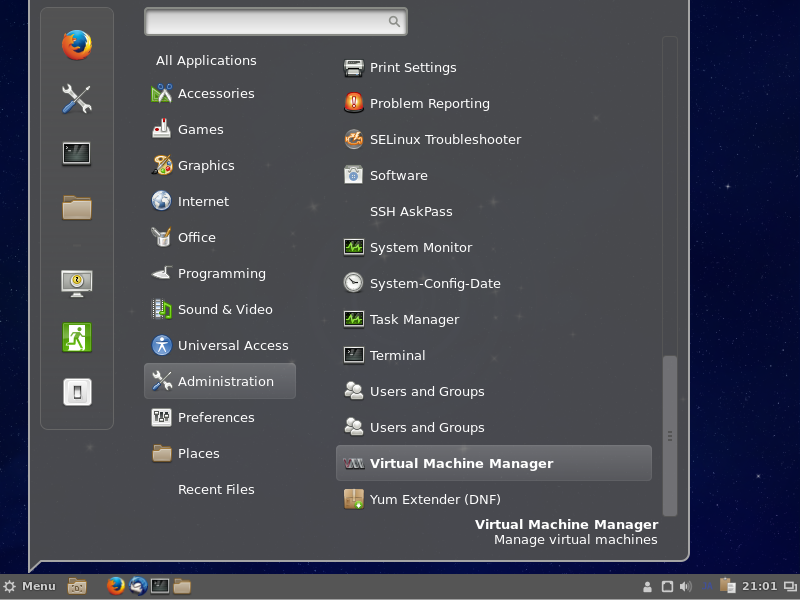 All Applications
Accessories
Games
Graphics
Internet
Office
Programming
Sound & Video
Universal Access
Administration
Preferences
Places
Recent Files
Print Settings
Problem Reporting
SELinux Troubleshooter
Software
SSH AskPass
System Monitor
System-Config-Date
Task Manager
Terminal
Users and Groups
Users and Groups
Virtual Machine Manager
Yum Extender (DNF)
Virtual Machine Manager
Manage virtual machines
Menu
21:01